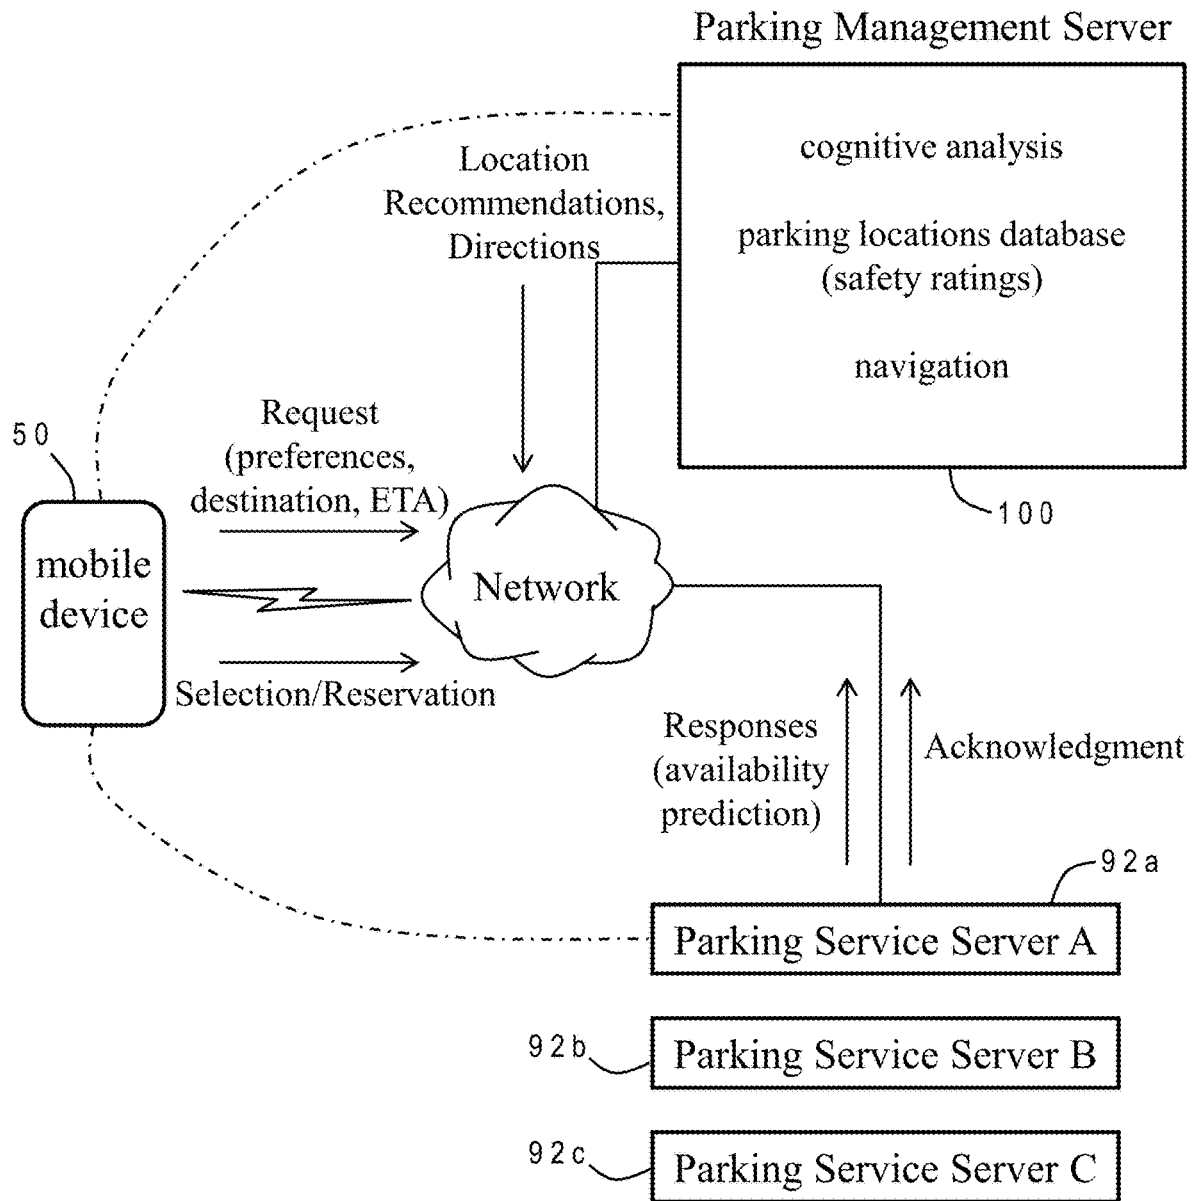 Parking Management Server
cognitive analysis
parking locations database
(safety ratings)
navigation
100
Location
Recommendations,
Directions
Request
(preferences,
destination, ETA)
50
mobile
device
Network
Selection/Reservation
Responses
(availability
prediction)
Acknowledgment
92a
Parking Service Server A
92b
Parking Service Server B
92c
Parking Service Server C